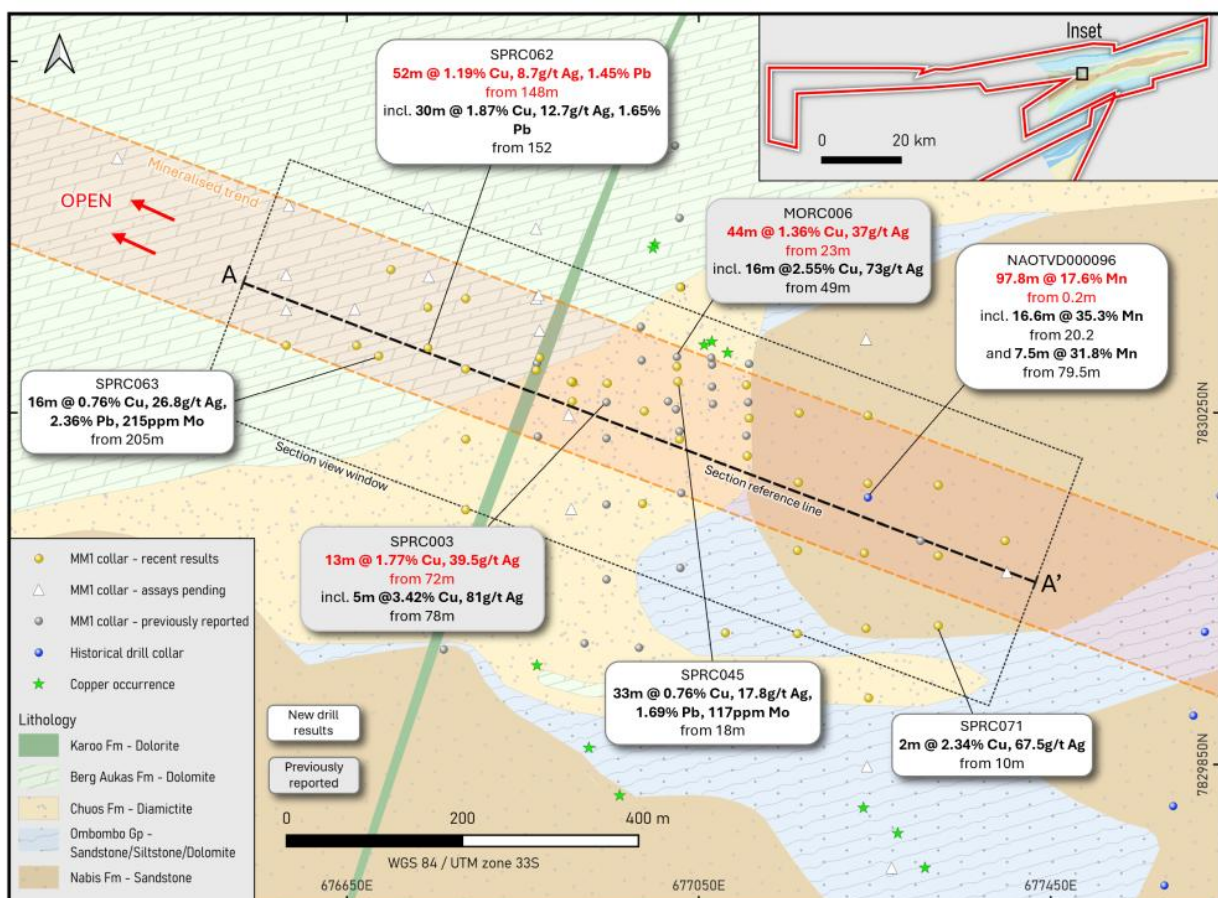 Inset
0 20 km
SPRC062
52m @ 1.19% Cu, 8.7g/t Ag, 1.45% Pb
from 148m
incl. 30m @ 1.87% Cu, 12.7g/t Ag, 1.65%
Pb
from 152
Mineralised trend
OPEN
MORC006
44m @ 1.36% Cu, 37g/t Ag
from 23m
incl. 16m @2.55% Cu, 73g/t Ag
from 49m
NAOTVD000096
97.8m @ 17.6% Mn
from 0.2m
incl. 16.6m @ 35.3% Mn
from 20.2
and 7.5m @ 31.8% Mn
from 79.5m
A
SPRC063
16m @ 0.76% Cu, 26.8g/t Ag,
2.36% Pb, 215ppm Mo
from 205m
7830250N
Section view window
Section reference line
SPRC003
13m @ 1.77% Cu, 39.5g/t Ag
from 72m
incl. 5m @3.42% Cu, 81g/t Ag
from 78m
A'
SPRC045
33m @ 0.76% Cu, 17.8g/t Ag,
1.69% Pb, 117ppm Mo
from 18m
SPRC071
2m @ 2.34% Cu, 67.5g/t Ag
from 10m
7829850N
MM1 collar - recent results
MM1 collar - assays pending
MM1 collar - previously reported
Historical drill collar
Copper occurrence
Lithology
Karoo Fm - Dolorite
Berg Aukas Fm - Dolomite
Chuos Fm - Diamictite
Ombombo Gp -
Sandstone/Siltstone/Dolomite
Nabis Fm - Sandstone
New drill
results
Previously
reported
0 200 400 m
WGS 84 / UTM zone 33S
676650E 677050E 677450E